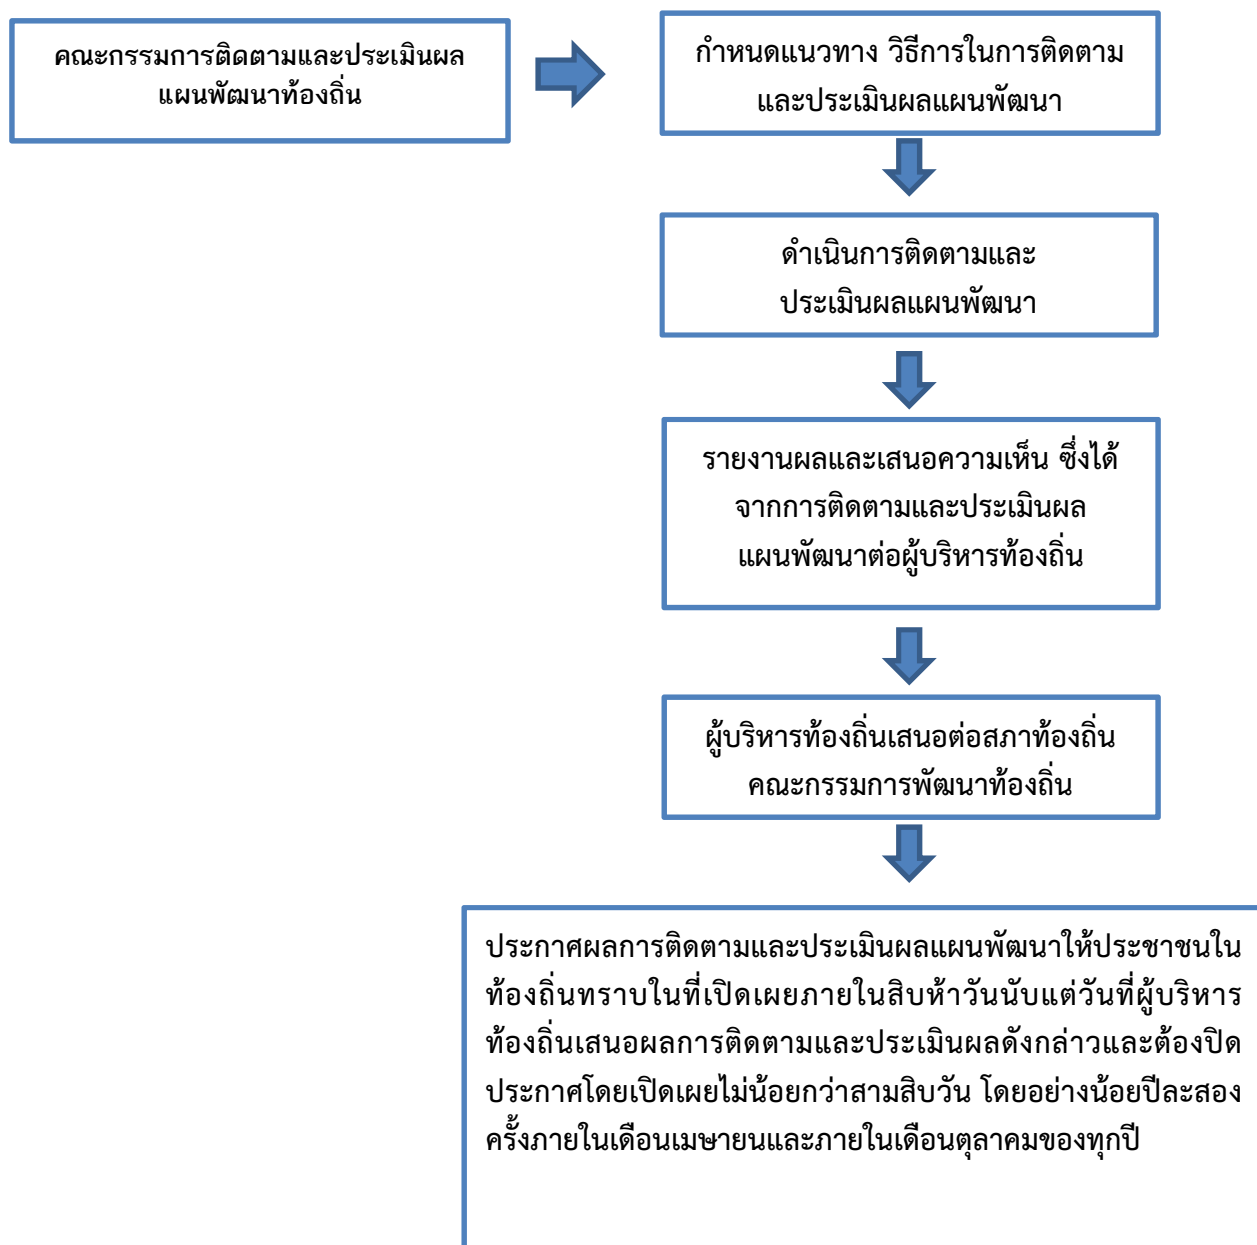 คณะกรรมการติดตามและประเมินผล
แผนพัฒนาท้องถิ่น
กำหนดแนวทาง วิธีการในการติดตาม
และประเมินผลแผนพัฒนา
ดำเนินการติดตามและ
ประเมินผลแผนพัฒนา
รายงานผลและเสนอความเห็น ซึ่งได้
จากการติดตามและประเมินผล
แผนพัฒนาต่อผู้บริหารท้องถิ่น
ผู้บริหารท้องถิ่นเสนอต่อสภาท้องถิ่น
คณะกรรมการพัฒนาท้องถิ่น
ประกาศผลการติดตามและประเมินผลแผนพัฒนาให้ประชาชนใน
ท้องถิ่นทราบในที่เปิดเผยภายในสิบห้าวันนับแต่วันที่ผู้บริหาร
ท้องถิ่นเสนอผลการติดตามและประเมินผลดังกล่าวและต้องปิด
ประกาศโดยเปิดเผยไม่น้อยกว่าสามสิบวัน โดยอย่างน้อยปีละสอง
ครั้งภายในเดือนเมษายนและภายในเดือนตุลาคมของทุกปี